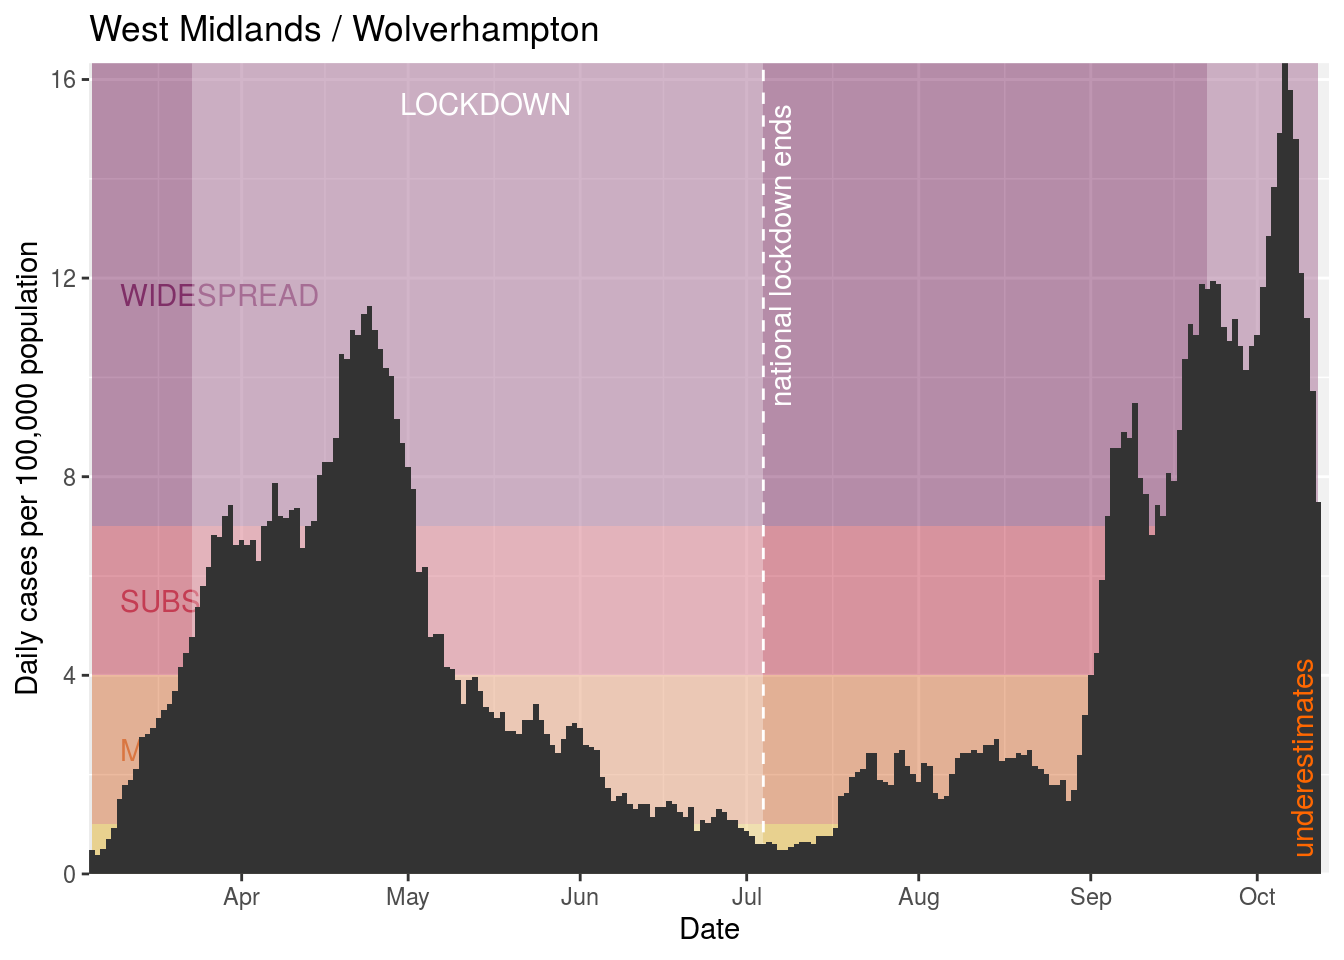 West Midlands / Wolverhampton
Daily cases per 100,000 population
16
12
8
4
0
LOCKDOWN
national lockdown ends
WIDESPREAD
SUBS
M
underestimates
Apr
May
Jun
Jul
Aug
Sep
Oct
Date